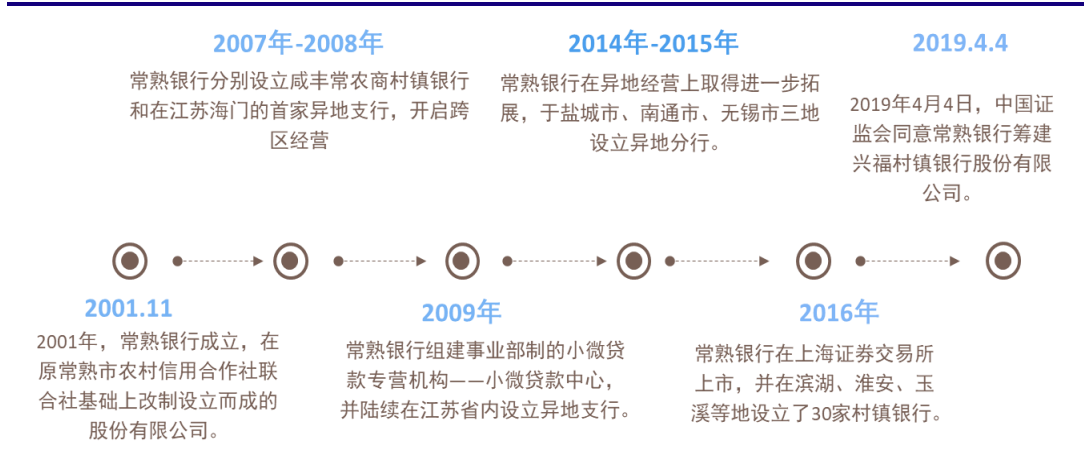 2007年-2008年
常熟银行分别设立咸丰常农商村镇银行
和在江苏海门的首家异地支行，开启跨
区经营
2014年-2015年
常熟银行在异地经营上取得进一步拓
展，于盐城市、南通市、无锡市三地
设立异地分行。
2019.4.4
2019年4月4日，中国证
监会同意常熟银行筹建
兴福村镇银行股份有限
公司。
2001.11
2001年，常熟银行成立，在
原常熟市农村信用合作社联
合社基础上改制设立而成的
股份有限公司。
2009年
常熟银行组建事业部制的小微贷
款专营机构——小微贷款中心，
并陆续在江苏省内设立异地支行。
2016年
常熟银行在上海证券交易所
上市，并在滨湖、淮安、玉
溪等地设立了30家村镇银行。